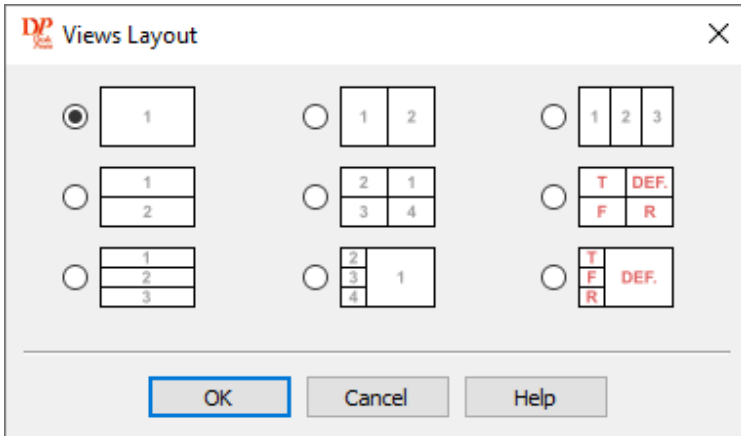 DP Views Layout
1 1 2 1 2 3
1 2 1 T DEF.
2 3 4 F R
1 2 T
2 3 1 F DEF.
3 4 R
OK Cancel Help